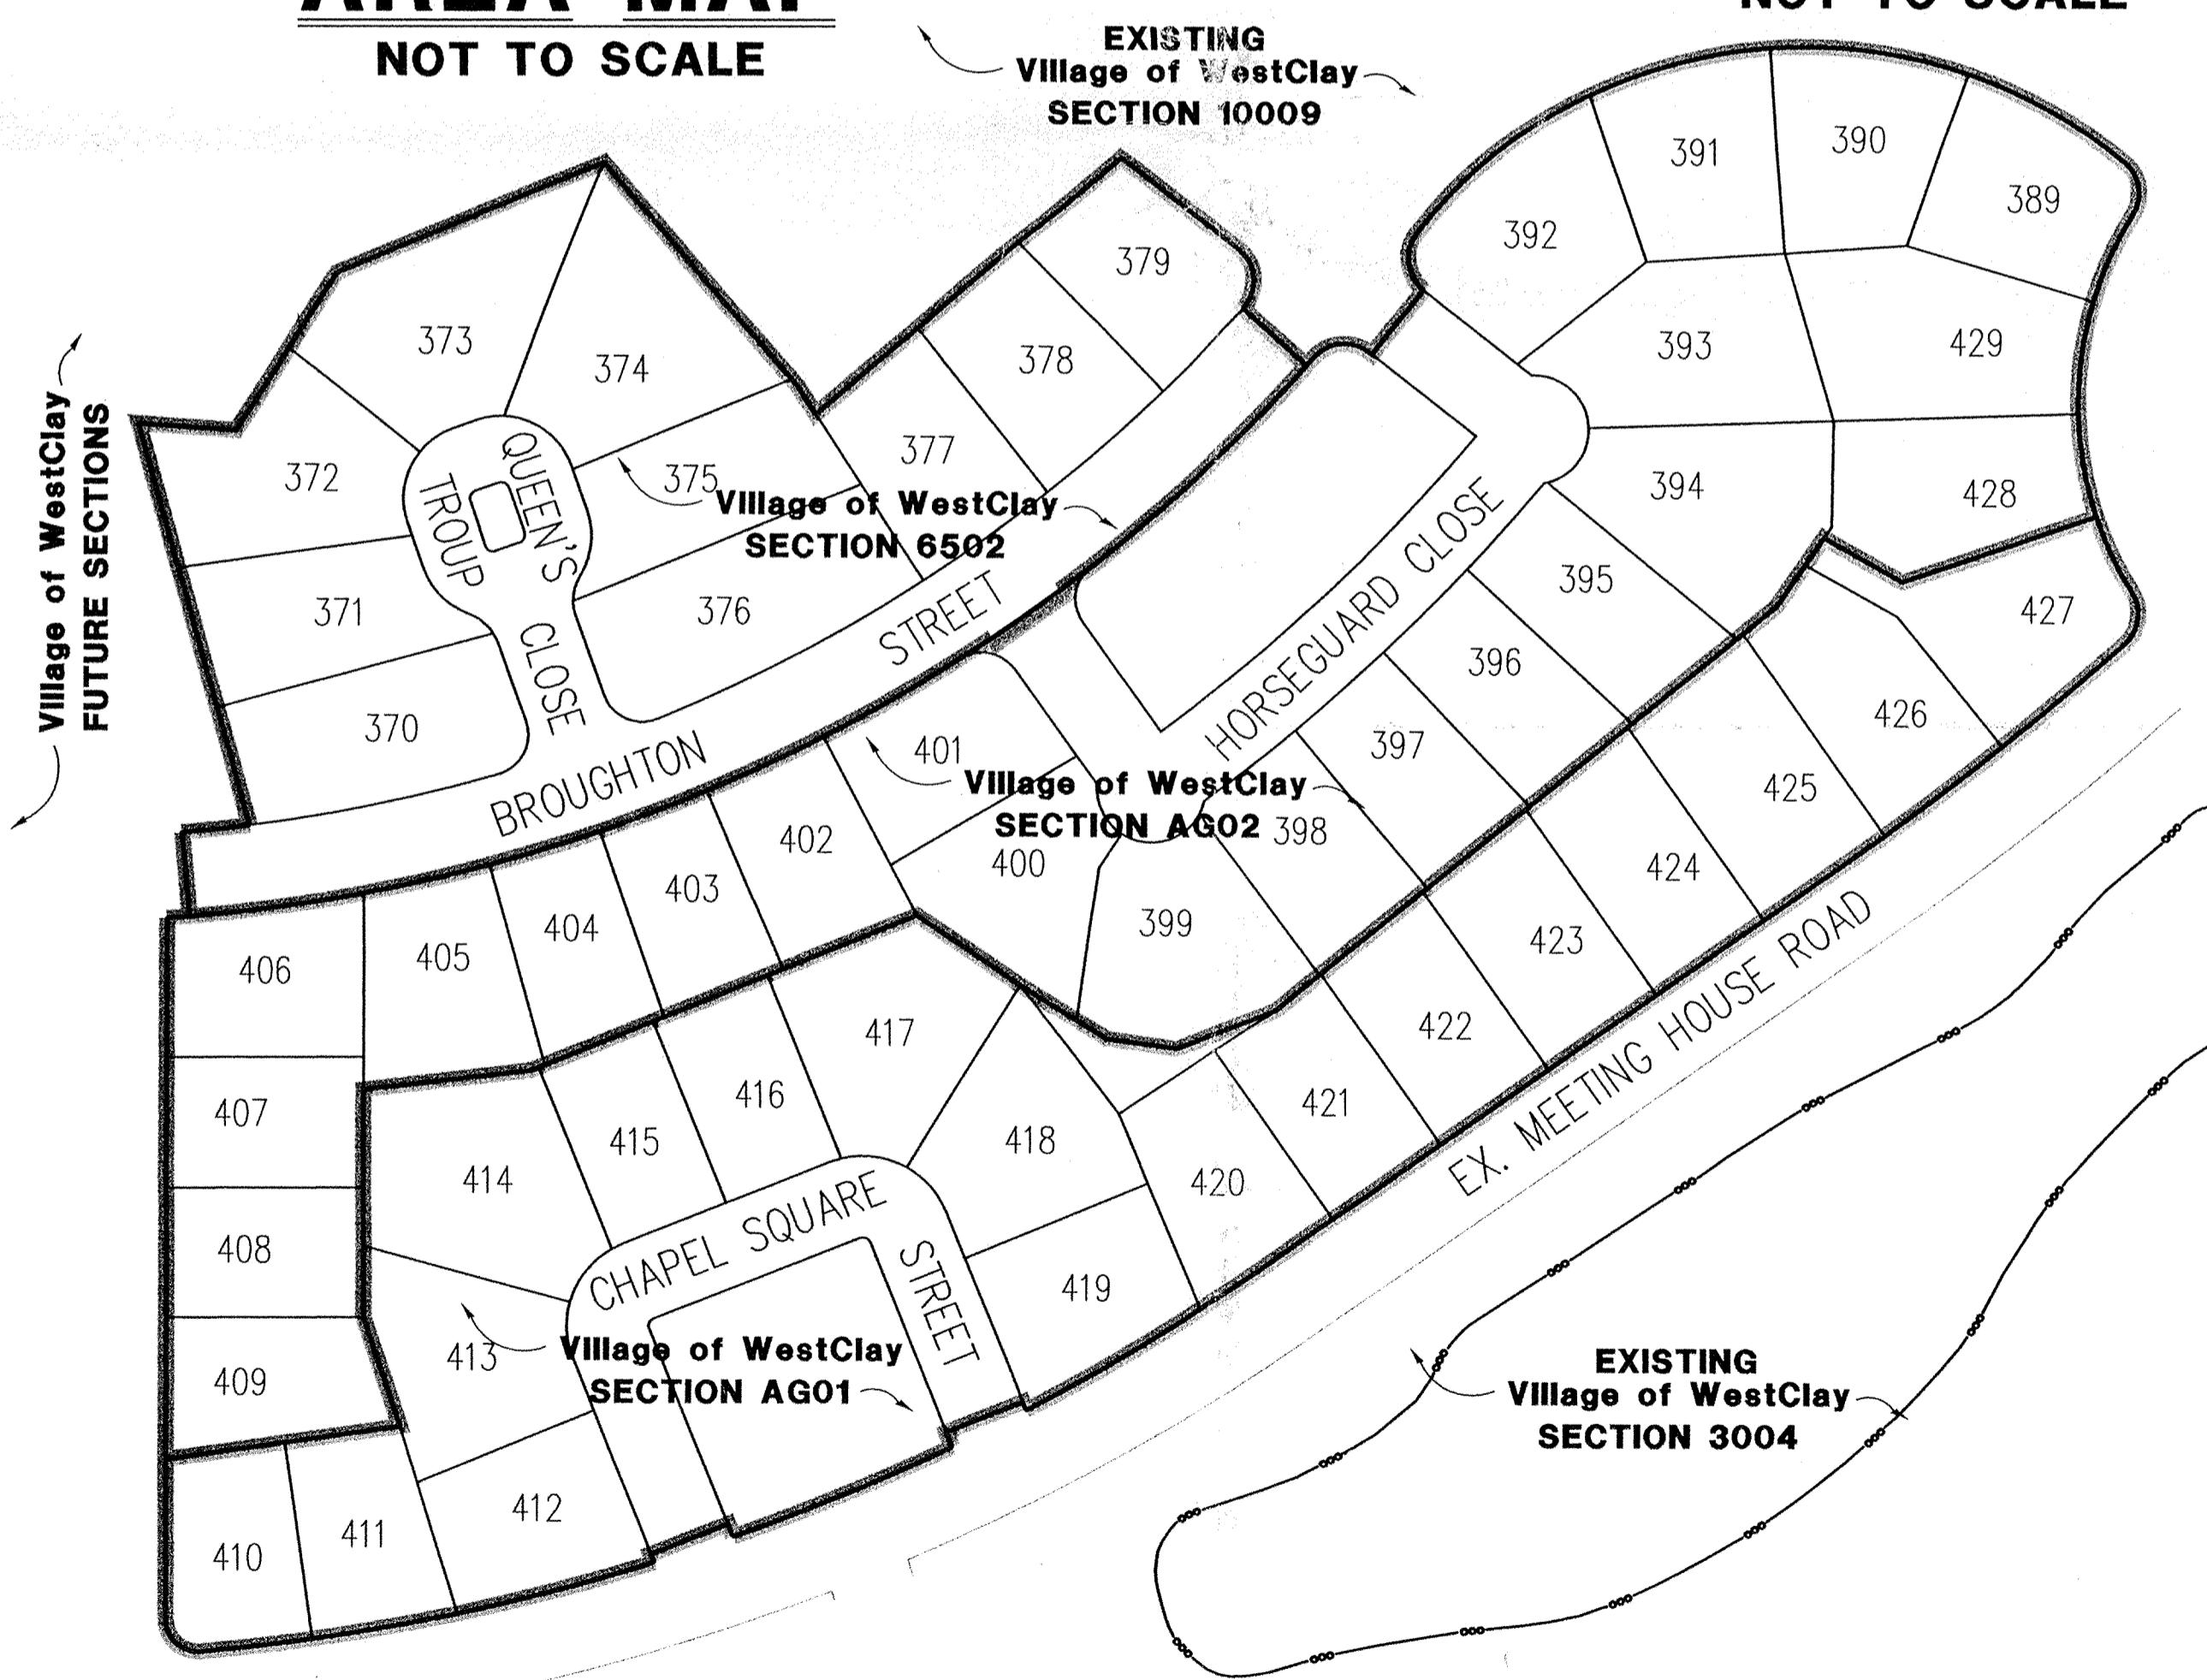 AREA MAP
NOT TO SCALE
NOT TO SCALE
EXISTING
Village of WestClay
SECTION 10009
391
390
389
392
379
373
374
378
393
429
372
375
377
394
428
QUEEN'S
TROUP
CLOSE
Village of WestClay
SECTION 6502
Village of WestClay
FUTURE SECTIONS
371
376
370
395
427
396
426
397
425
BROUGHTON
STREET
HORSEGUARD CLOSE
401
Village of WestClay
SECTION AG02
398
402
400
403
399
404
405
406
424
423
422
417
407
416
421
415
418
414
420
408
419
CHAPEL SQUARE
STREET
EX. MEETING HOUSE ROAD
409
413
Village of WestClay
SECTION AG01
412
411
410
EXISTING
Village of WestClay
SECTION 3004